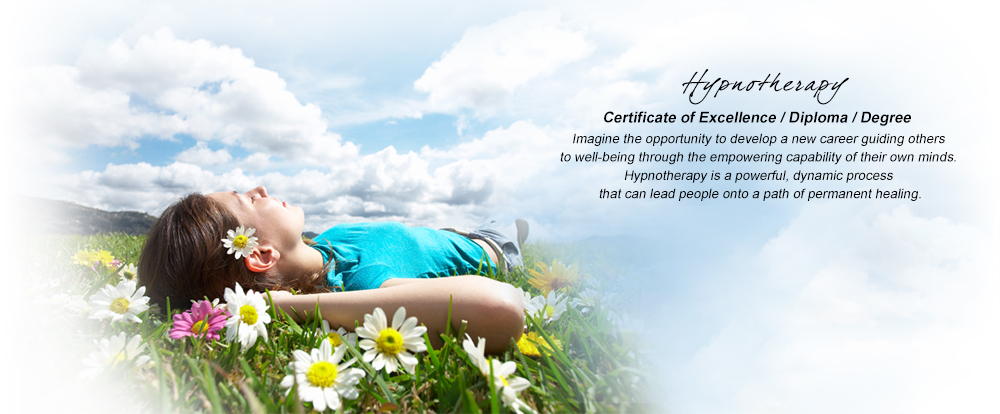 Hypnotherapy
Certificate of Excellence / Diploma / Degree
Imagine the opportunity to develop a new career guiding others
to well-being through the empowering capability of their own minds.
Hypnotherapy is a powerful, dynamic process
that can lead people onto a path of permanent healing.